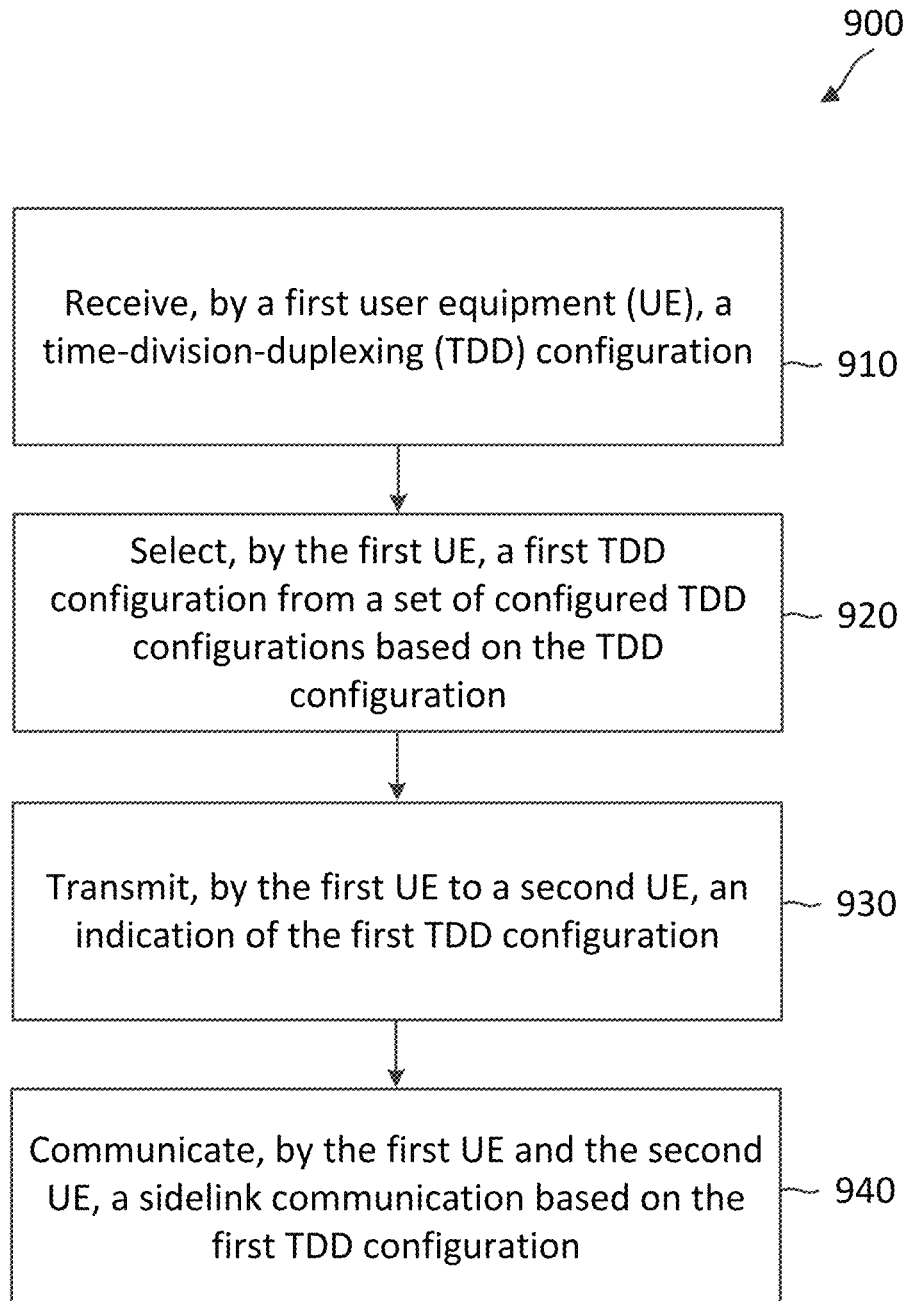 900
Receive, by a first user equipment (UE), a
time-division-duplexing (TDD) configuration
910
Select, by the first UE, a first TDD
configuration from a set of configured TDD
configurations based on the TDD
configuration
920
Transmit, by the first UE to a second UE, an
indication of the first TDD configuration
930
Communicate, by the first UE and the second
UE, a sidelink communication based on the
first TDD configuration
940